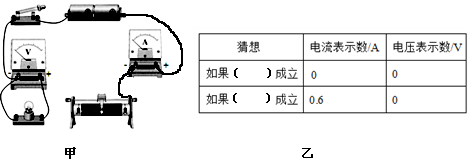 V
A
- +
- +
甲
猜想 电流表示数/A 电压表示数/V
如果( )成立 0 0
如果( )成立 0.6 0
乙